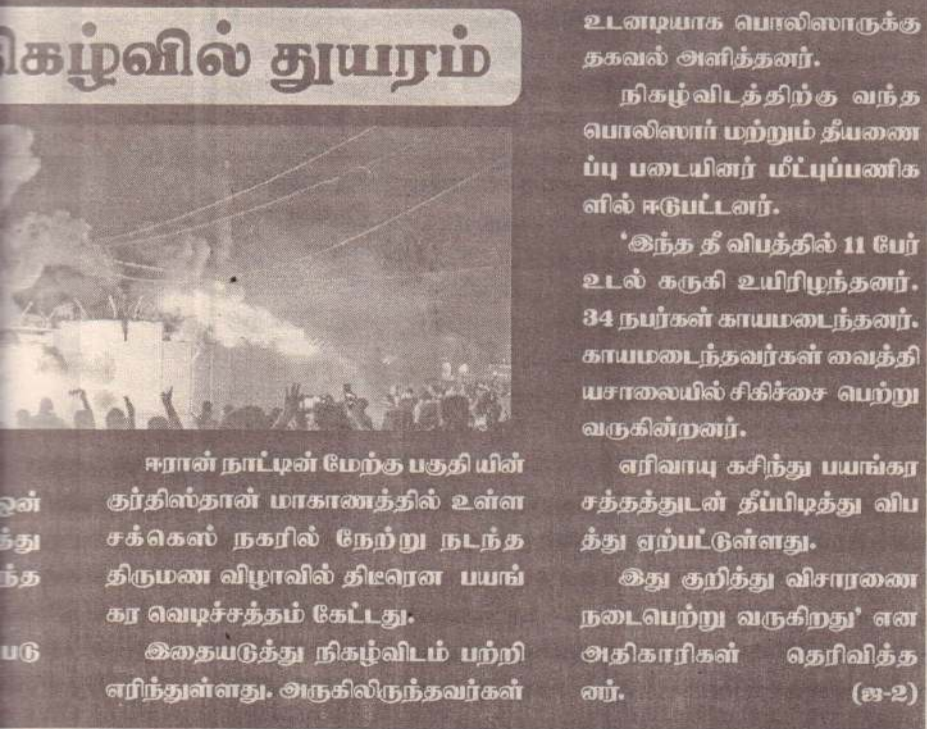 நிகழ்வில் துயரம்
ஜன்
த்து
ந்த
படு
ஈரான் நாட்டின் மேற்கு பகுதி யின்
குர்திஸ்தான் மாகாணத்தில் உள்ள
சக்கெஸ் நகரில் நேற்று நடந்த
திருமண விழாவில் திடீரென பயங்
கர வெடிச்சத்தம் கேட்டது.
இதையடுத்து நிகழ்விடம் பற்றி
எரிந்துள்ளது. அருகிலிருந்தவர்கள்
உடனடியாக பொலிஸாருக்கு
தகவல் அளித்தனர்.
நிகழ்விடத்திற்கு வந்த
பொலிஸார் மற்றும் தீயணை
ப்பு படையினர் மீட்புப்பணிக
ளில் ஈடுபட்டனர்.
‘இந்த தீ விபத்தில் 11 பேர்
உடல் கருகி உயிரிழந்தனர்.
34 நபர்கள் காயமடைந்தனர்.
காயமடைந்தவர்கள் வைத்தி
யசாலையில் சிகிச்சை பெற்று
வருகின்றனர்.
எரிவாயு கசிந்து பயங்கர
சத்தத்துடன் தீப்பிடித்து விப
த்து ஏற்பட்டுள்ளது.
இது குறித்து விசாரணை
நடைபெற்று வருகிறது’ என
அதிகாரிகள் தெரிவித்த
னர். (ஐ-2)